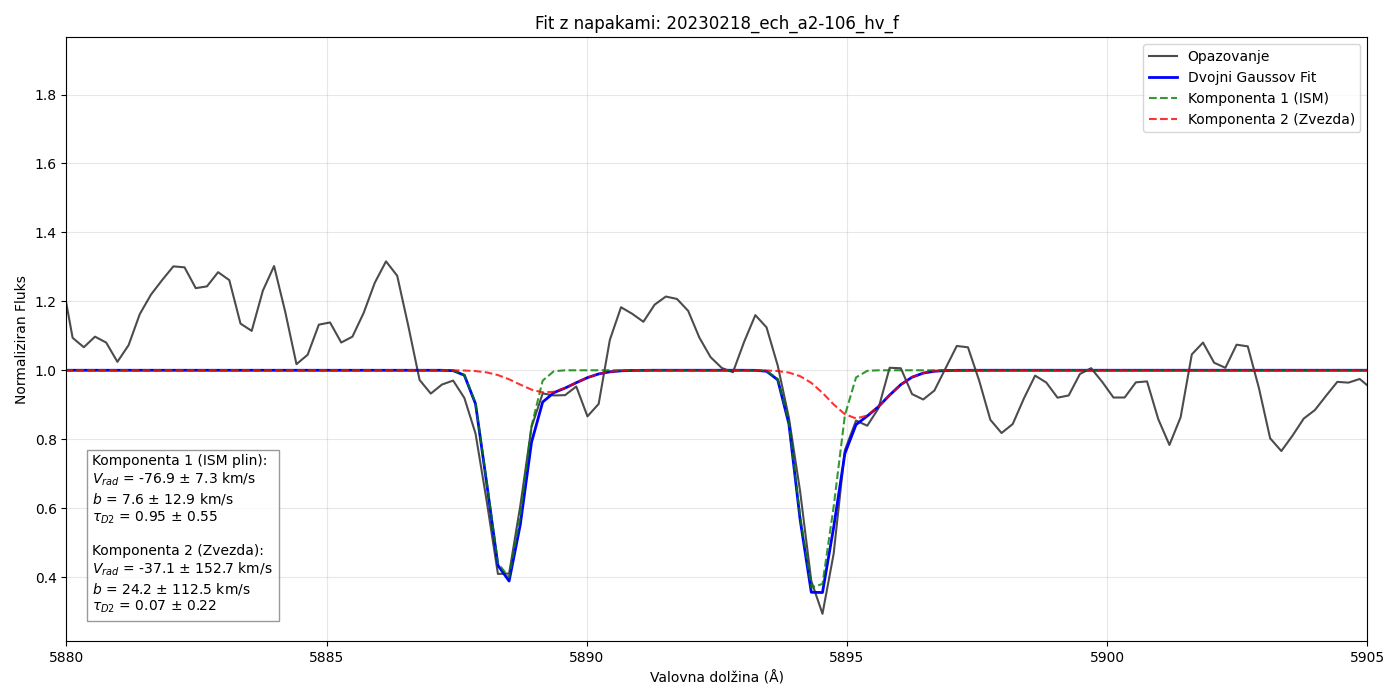 Fit z napakami: 20230218_ech_a2-106_hv_f
Opazovanje
Dvojni Gaussov Fit
Komponenta 1 (ISM)
Komponenta 2 (Zvezda)
Normaliziran Fluks
1.8
1.6
1.4
1.2
1.0
0.8
0.6
0.4
Komponenta 1 (ISM plin):
V_rad = -76.9 ± 7.3 km/s
b = 7.6 ± 12.9 km/s
τ_D2 = 0.95 ± 0.55
Komponenta 2 (Zvezda):
V_rad = -37.1 ± 152.7 km/s
b = 24.2 ± 112.5 km/s
τ_D2 = 0.07 ± 0.22
5880 5885 5890 5895 5900 5905
Valovna dolžina (Å)